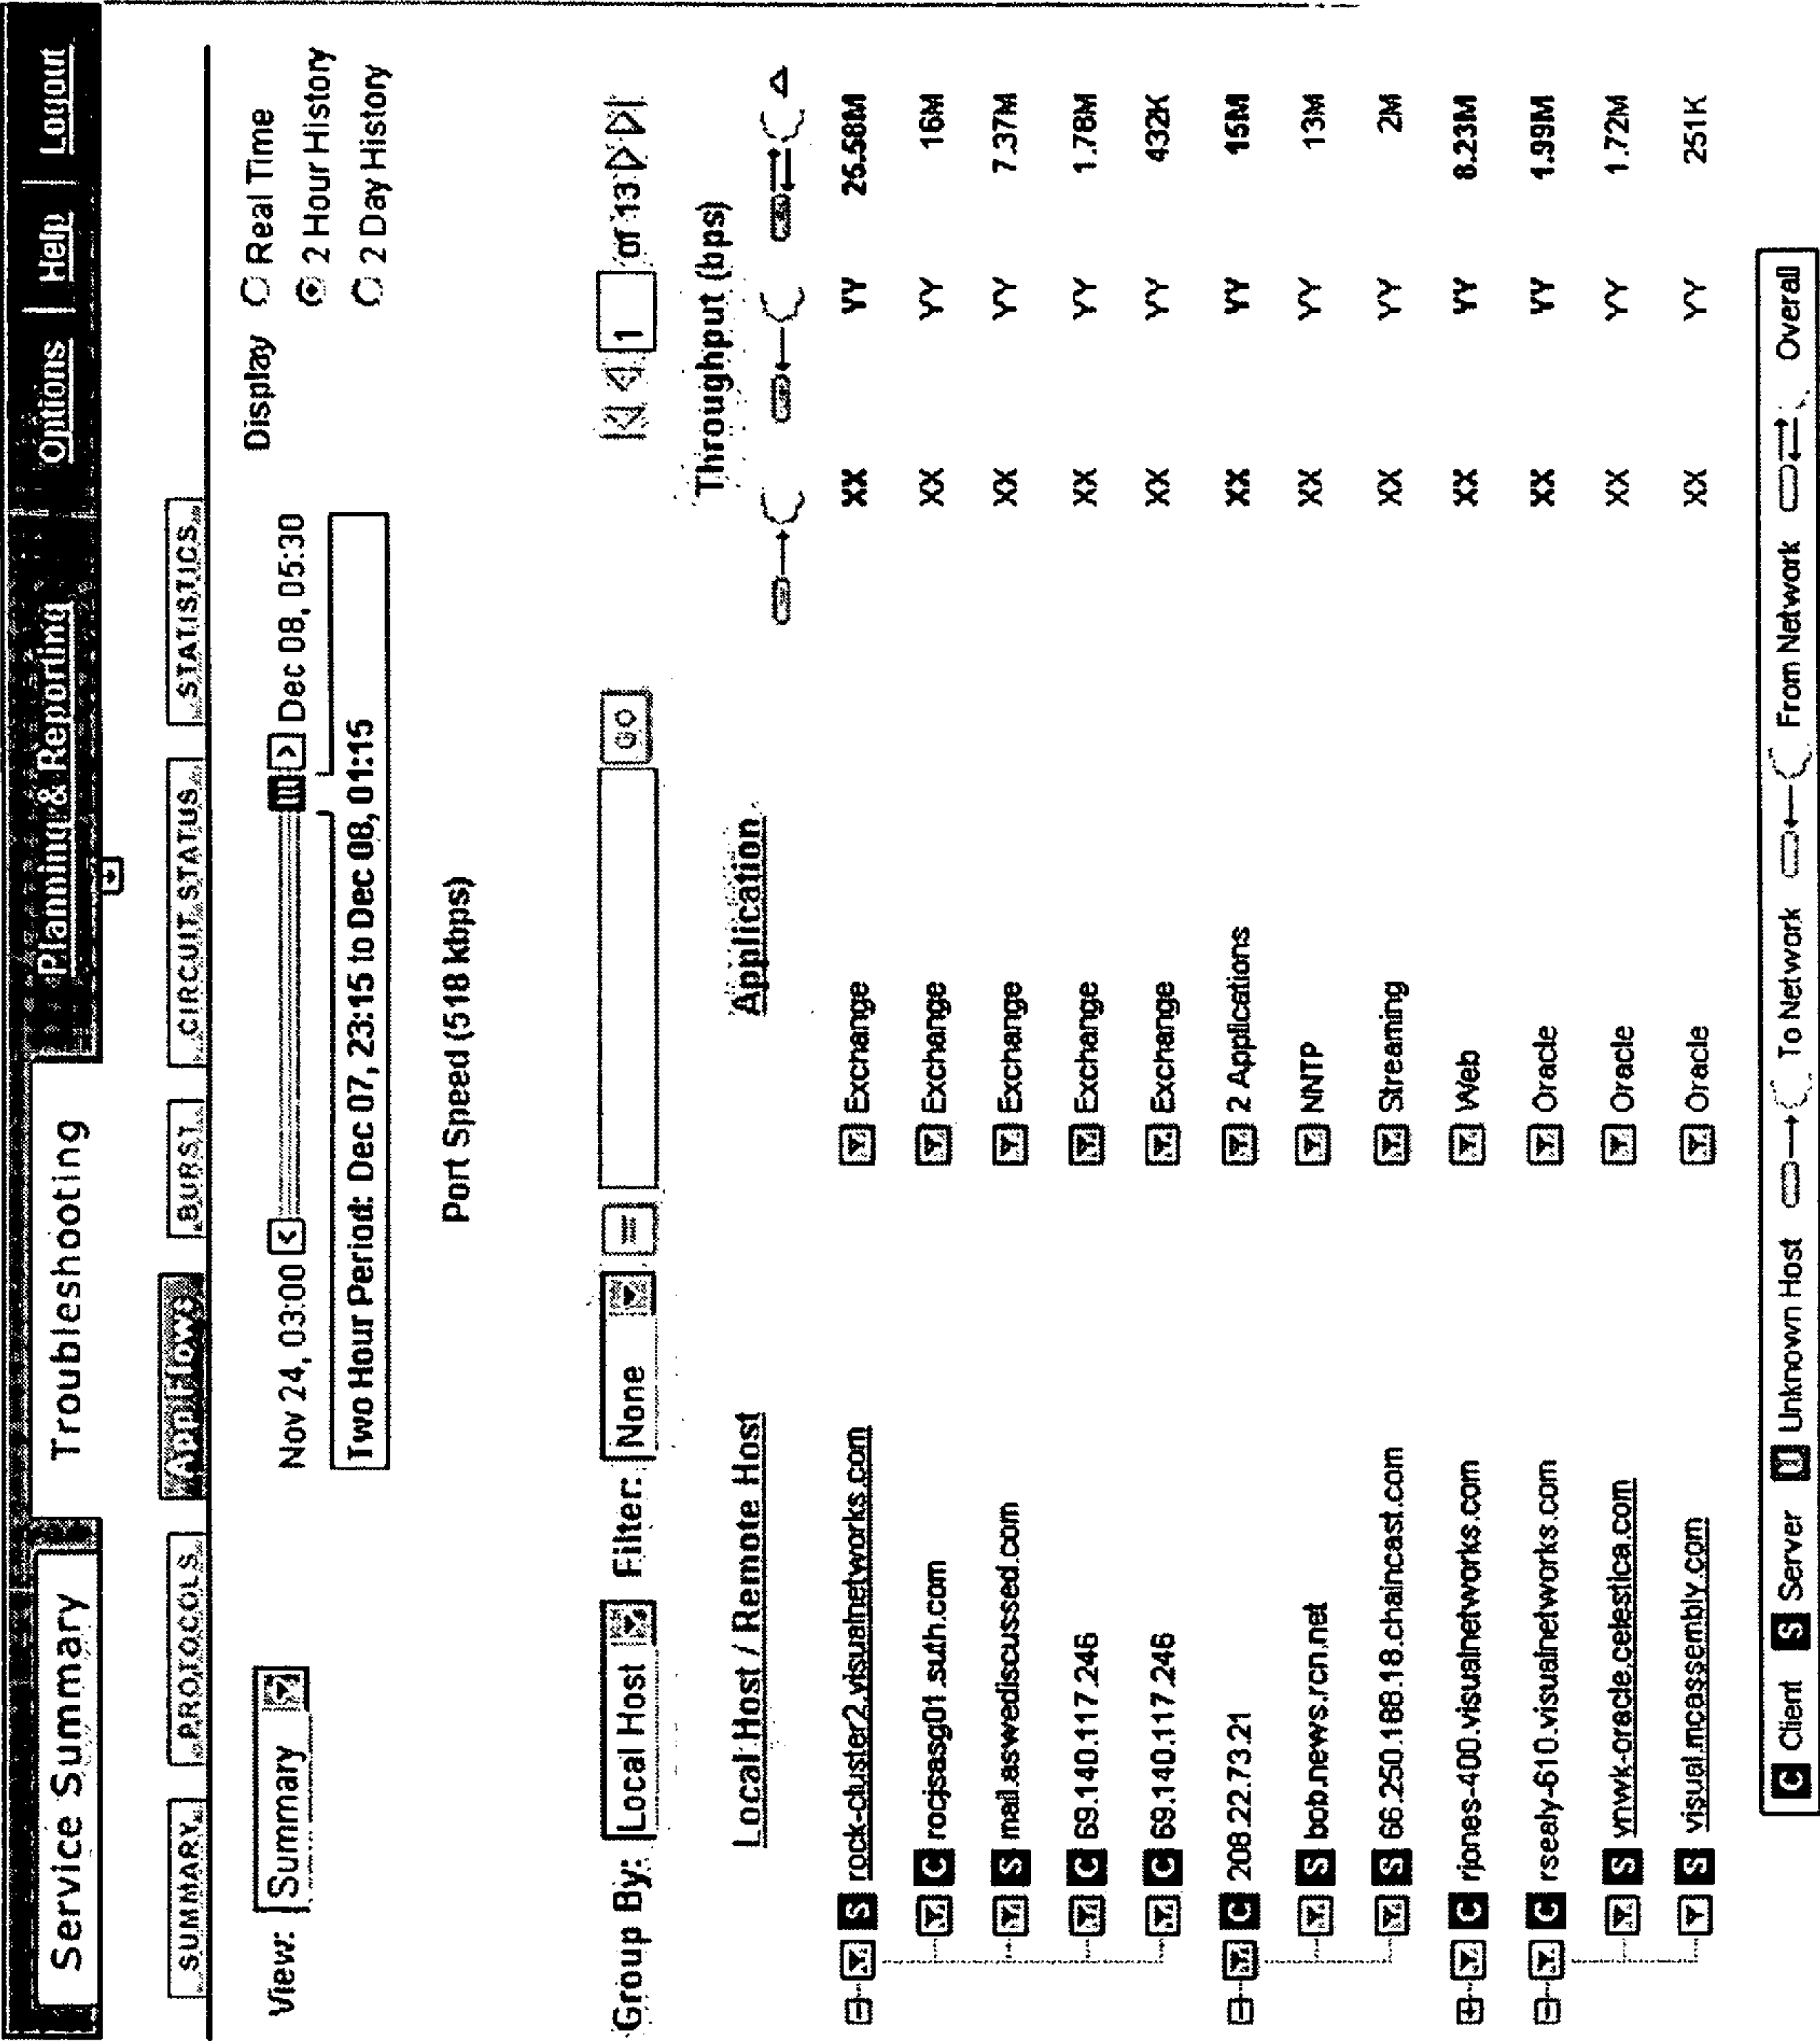 Service Summary Troubleshooting Planning & Reporting Options | Help | Logout
SUMMARY PROTOCOLS App Flow BURST CIRCUIT STATUS STATISTICS
View: Summary Nov 24, 03:00 < > Dec 08, 05:30 Display Real Time
2 Hour History
Two Hour Period: Dec 07, 23:15 to Dec 08, 01:15 2 Day History
Port Speed (518 kbps)
Group By: Local Host Filter: None = GO 1 of 13
Throughput (bps)
Local Host / Remote Host Application
S rock-cluster2.visualnetworks.com Exchange XX YY 25.58M
C rocjsasg01.suth.com Exchange XX YY 16M
S mail.aswediscussed.com Exchange XX YY 7.37M
C 69.140.117.246 Exchange XX YY 1.78M
C 69.140.117.246 Exchange XX YY 432K
C 208.22.73.21 2 Applications XX YY 15M
S bob.news.rcn.net NNTP XX YY 13M
S 66.250.188.18.chaincast.com Streaming XX YY 2M
C rjones-400.visualnetworks.com Web XX YY 8.23M
C rsealy-610.visualnetworks.com Oracle XX YY 1.99M
S vnwk-oracle.celestica.com Oracle XX YY 1.72M
S visual.mcassembly.com Oracle XX YY 251K
C Client S Server U Unknown Host To Network From Network Overall